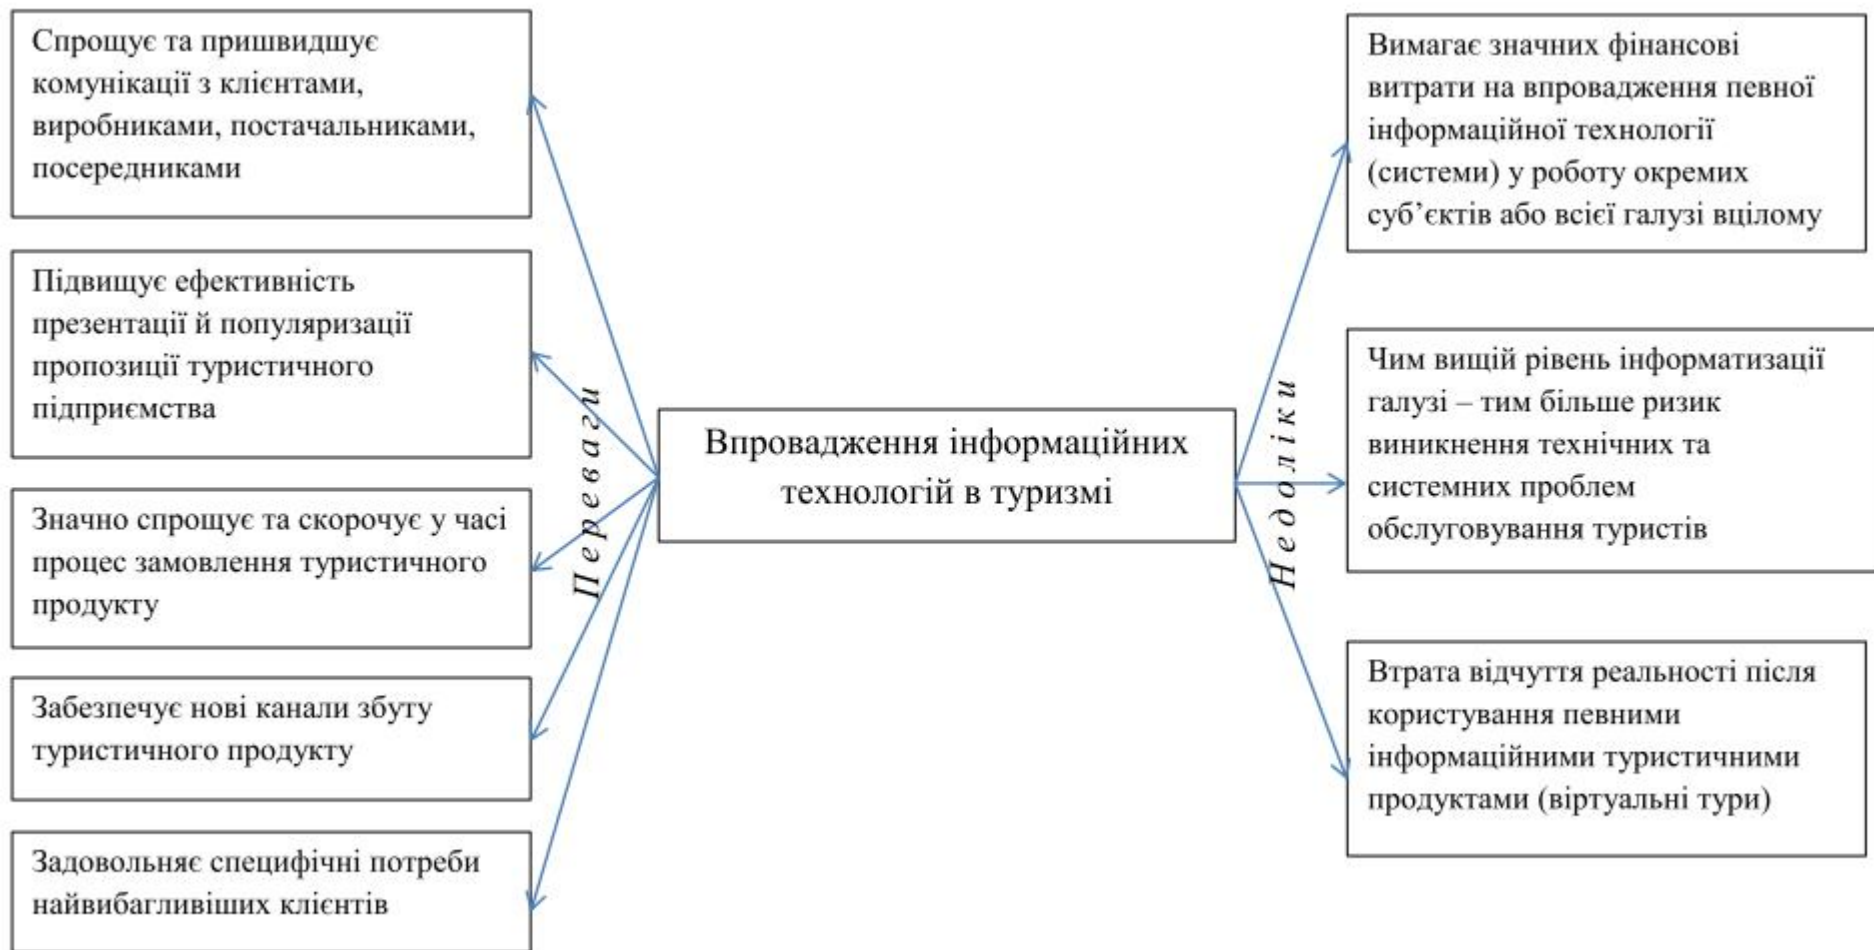 Спрощує та пришвидшує
комунікації з клієнтами,
виробниками, постачальниками,
посередниками
Підвищує ефективність
презентації й популяризації
пропозиції туристичного
підприємства
Значно спрощує та скорочує у часі
процес замовлення туристичного
продукту
Забезпечує нові канали збуту
туристичного продукту
Задовольняє специфічні потреби
найвибагливіших клієнтів
Переваги
Впровадження інформаційних
технологій в туризмі
Недоліки
Вимагає значних фінансові
витрати на впровадження певної
інформаційної технології
(системи) у роботу окремих
суб’єктів або всієї галузі вцілому
Чим вищій рівень інформатизації
галузі – тим більше ризик
виникнення технічних та
системних проблем
обслуговування туристів
Втрата відчуття реальності після
користування певними
інформаційними туристичними
продуктами (віртуальні тури)